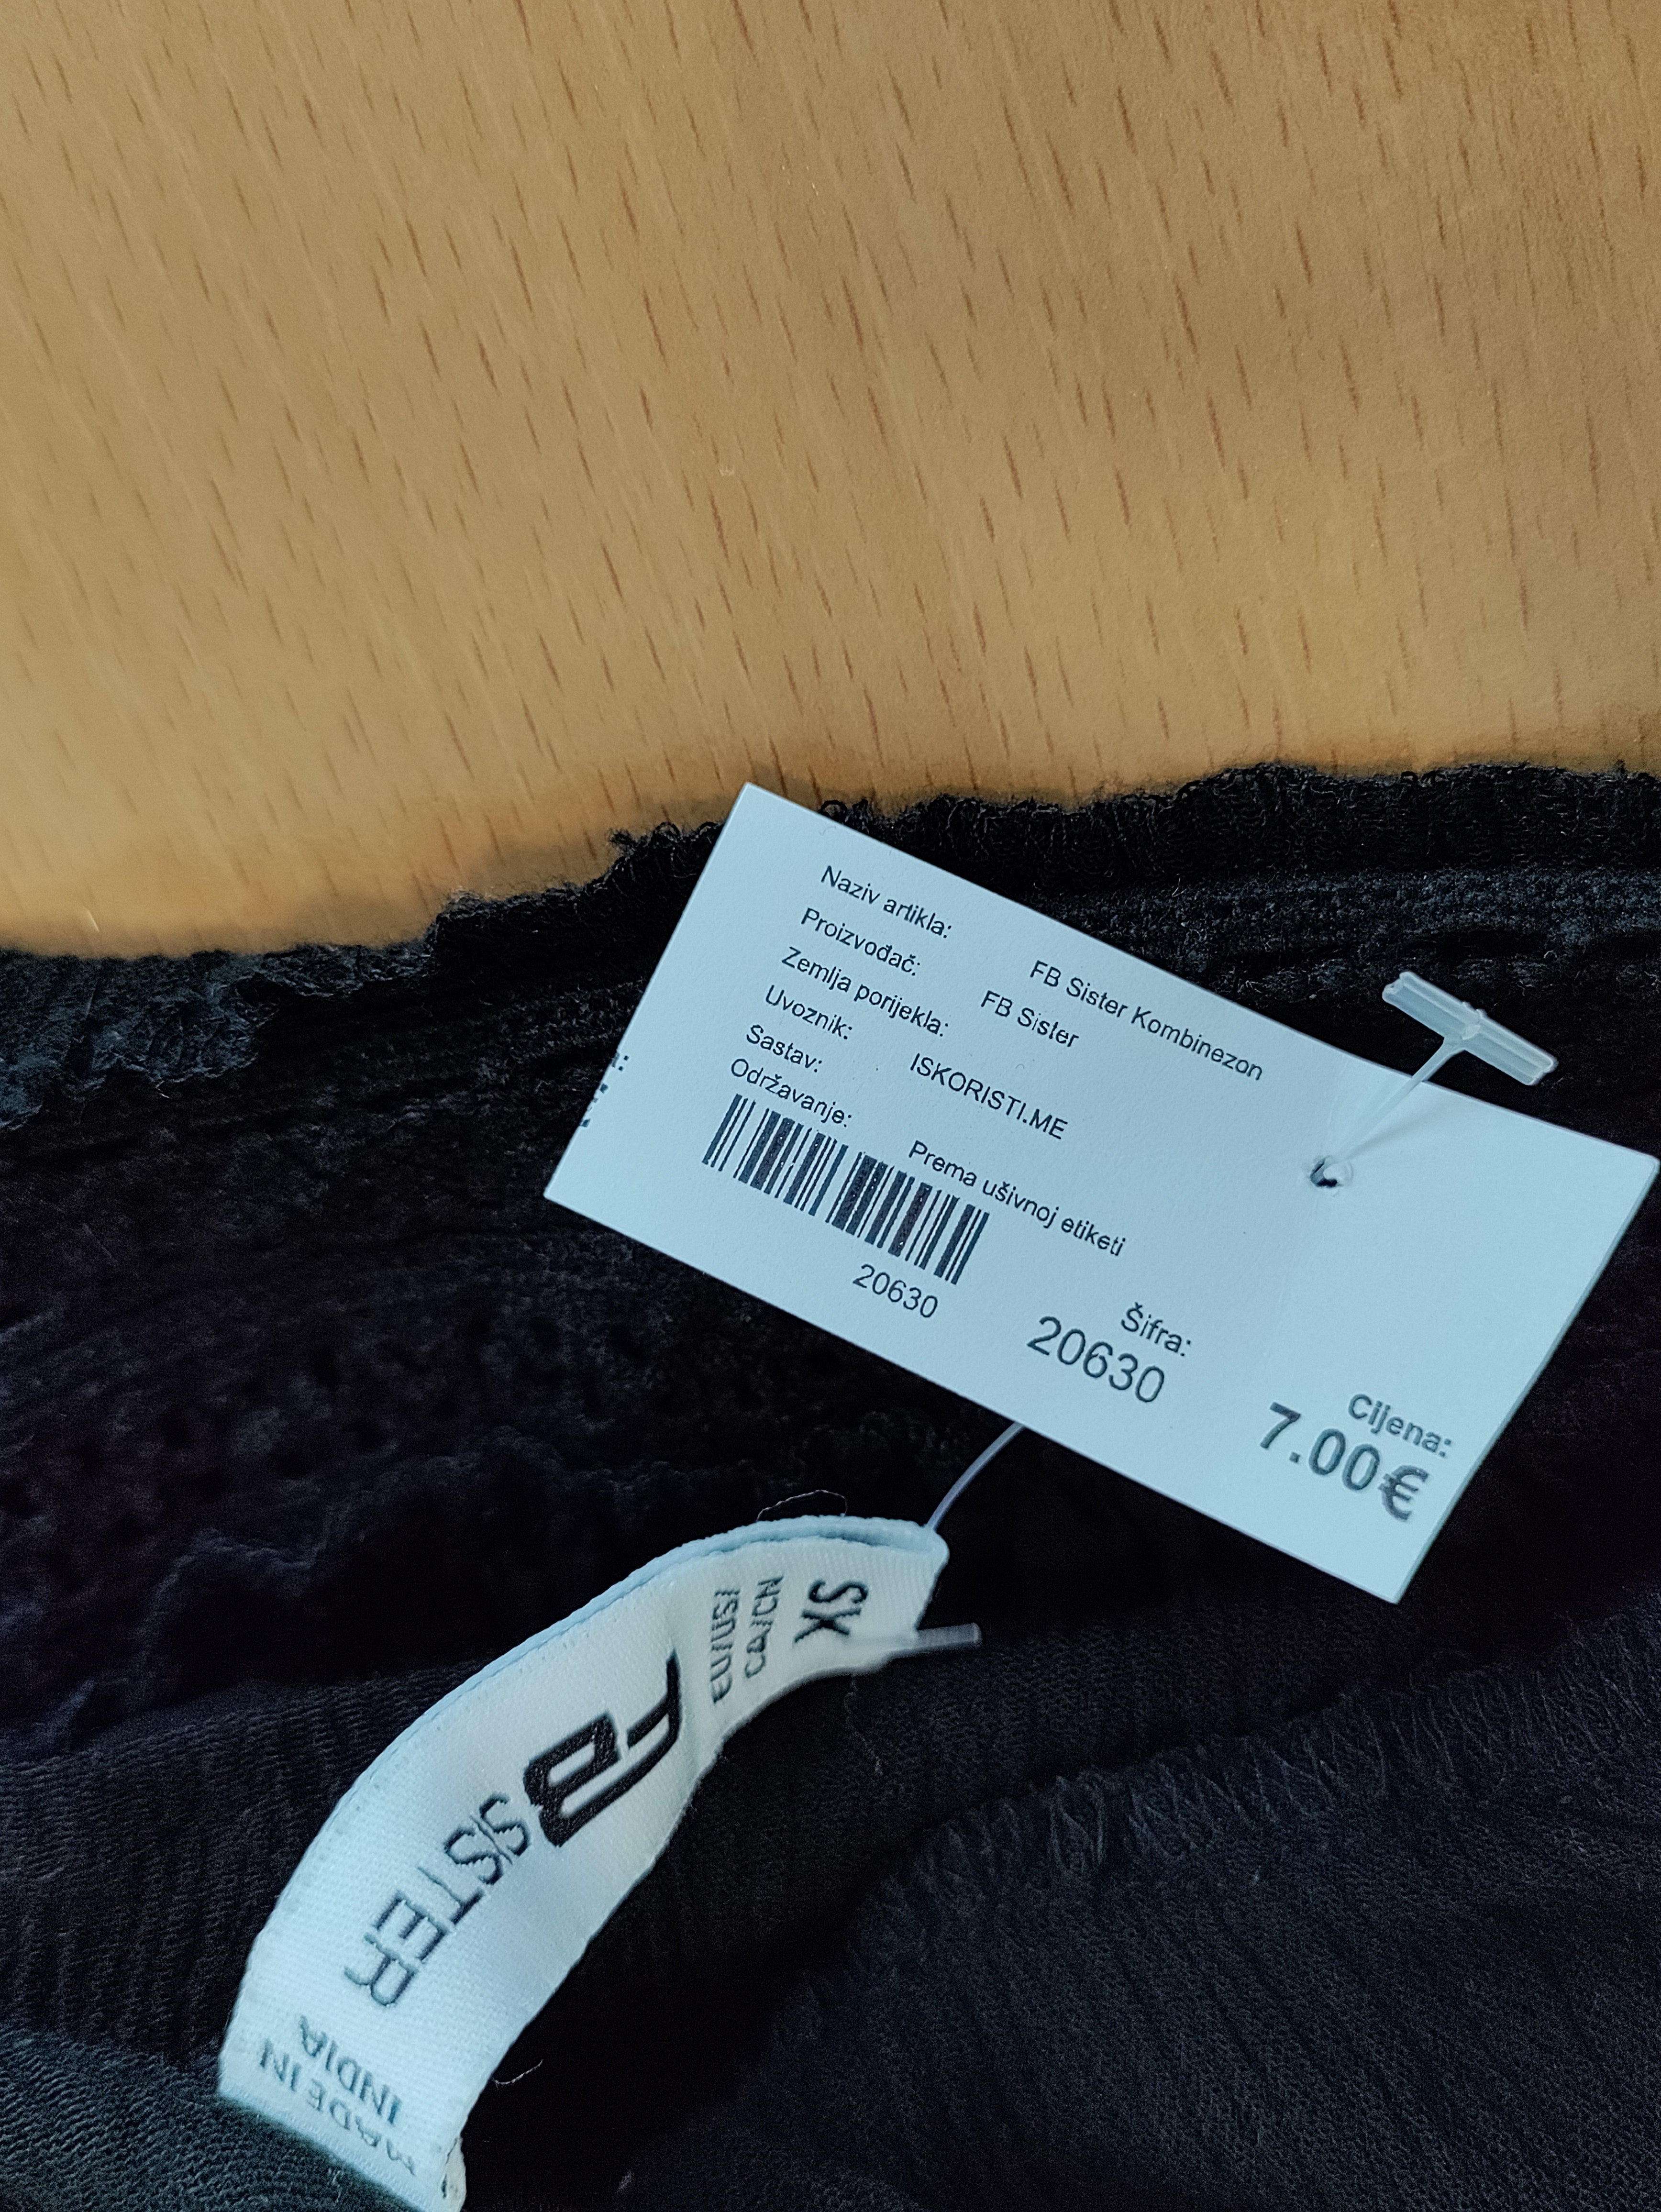 Naziv artikla: FB Sister Kombinezon
Proizvođač: FB Sister
Zemlja porijekla:
Uvoznik: ISKORISTI.ME
Sastav:
Održavanje: Prema ušivnoj etiketi
20630
Šifra:
20630
Cijena:
7.00€
XS
EU/US/
CA/CN
FB
SISTER
MADE IN
INDIA